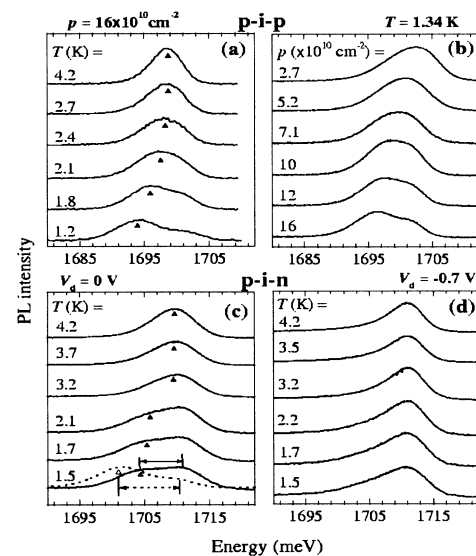 p = 16x10¹⁰cm⁻² p-i-p T = 1.34 K
T (K) = (a)
4.2
2.7
2.4
2.1
1.8
1.2
1685 1695 1705
p (x10¹⁰ cm⁻²) = (b)
2.7
5.2
7.1
10
12
16
1685 1695 1705
PL intensity
V_d = 0 V p-i-n V_d = -0.7 V
T (K) = (c)
4.2
3.7
3.2
2.1
1.7
1.5
1695 1705 1715
T (K) = (d)
4.2
3.5
3.2
2.2
1.7
1.5
1695 1705 1715
Energy (meV)